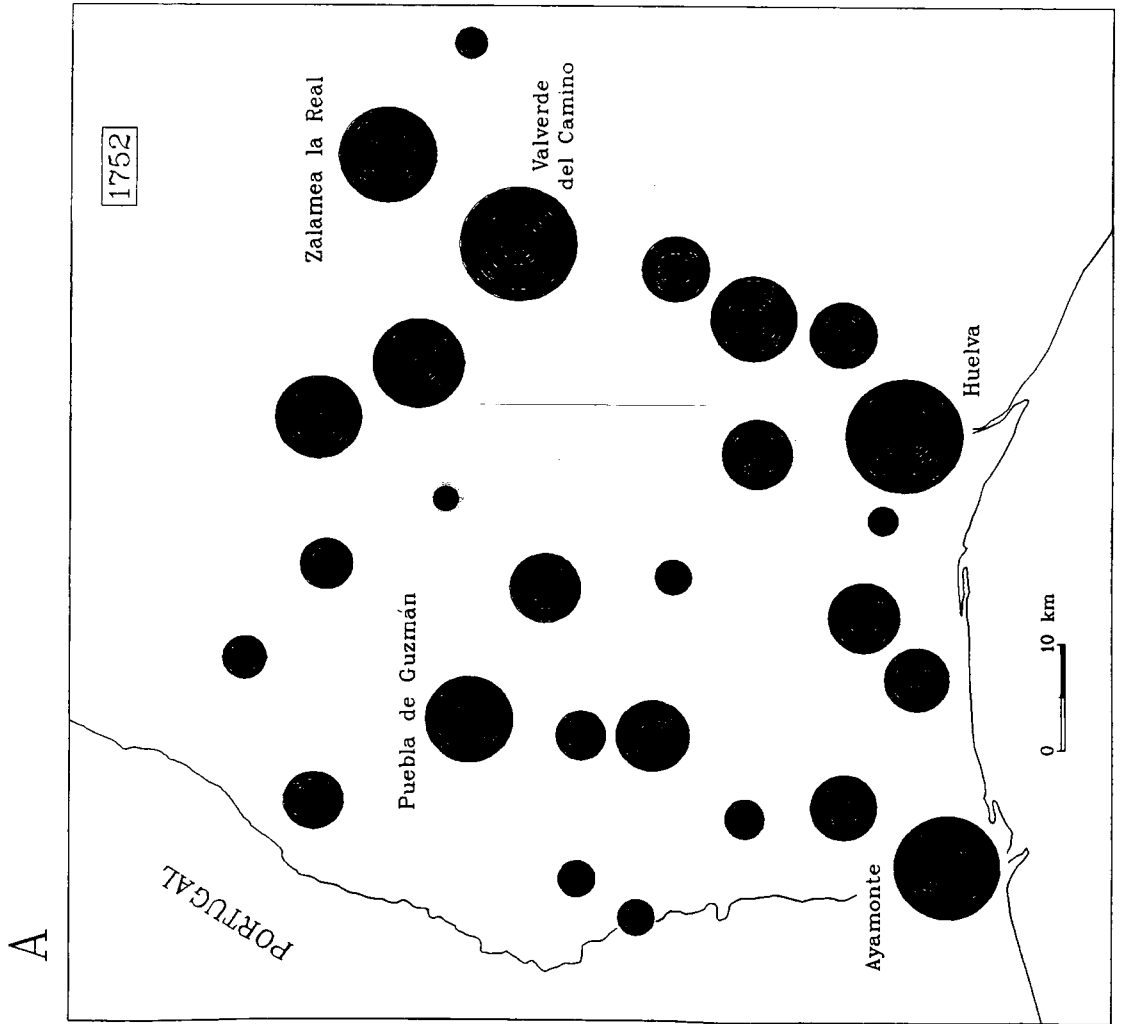 A
1752
Zalamea la Real
Valverde
del Camino
PORTUGAL
Puebla de Guzmán
Huelva
Ayamonte
0 10 km